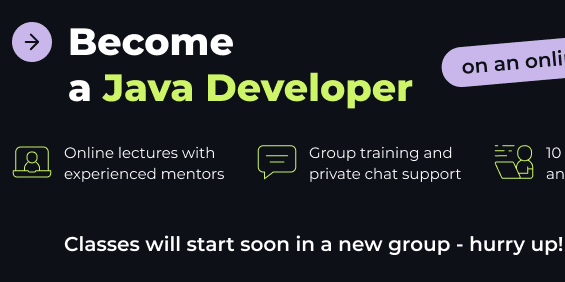 Become
a Java Developer
on an onli
Online lectures with
experienced mentors
Group training and
private chat support
10
an
Classes will start soon in a new group - hurry up!